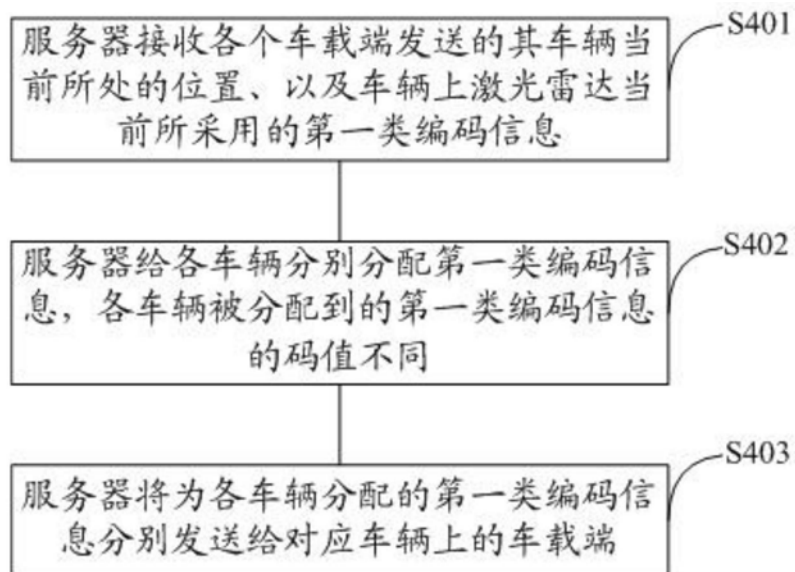 服务器接收各个车载端发送的其车辆当
前所处的位置、以及车辆上激光雷达当
前所采用的第一类编码信息
S401
服务器给各车辆分别分配第一类编码信
息，各车辆被分配到的第一类编码信息
的码值不同
S402
服务器将为各车辆分配的第一类编码信
息分别发送给对应车辆上的车载端
S403